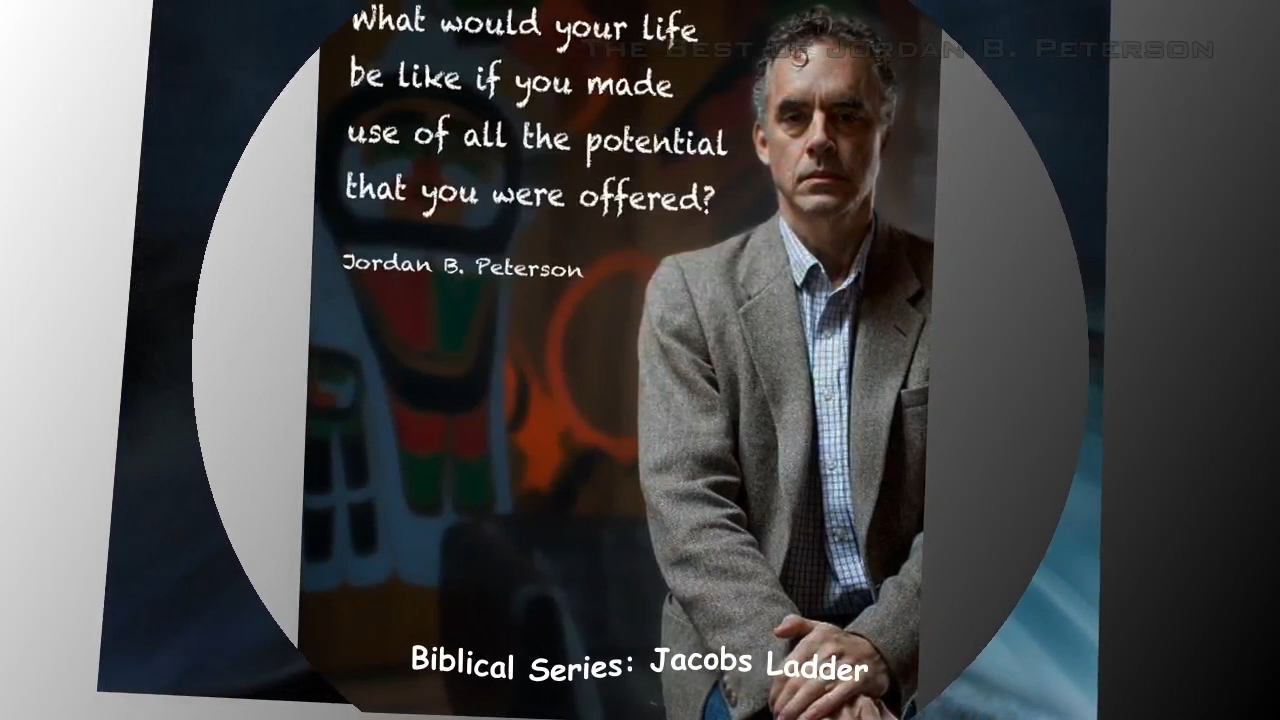 What would your life
be like if you made
use of all the potential
that you were offered?
Jordan B. Peterson
The Best of Jordan B. Peterson
Biblical Series: Jacobs Ladder